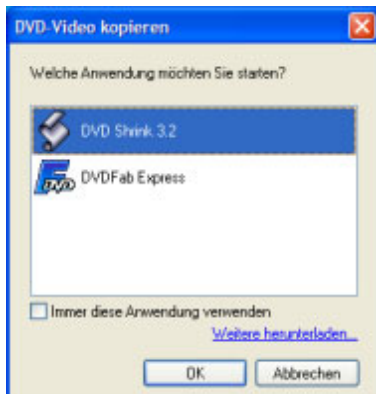 DVD-Video kopieren
Welche Anwendung möchten Sie starten?
DVD Shrink 3.2
DVD
DVDFab Express
Immer diese Anwendung verwenden
Weitere herunterladen...
OK
Abbrechen